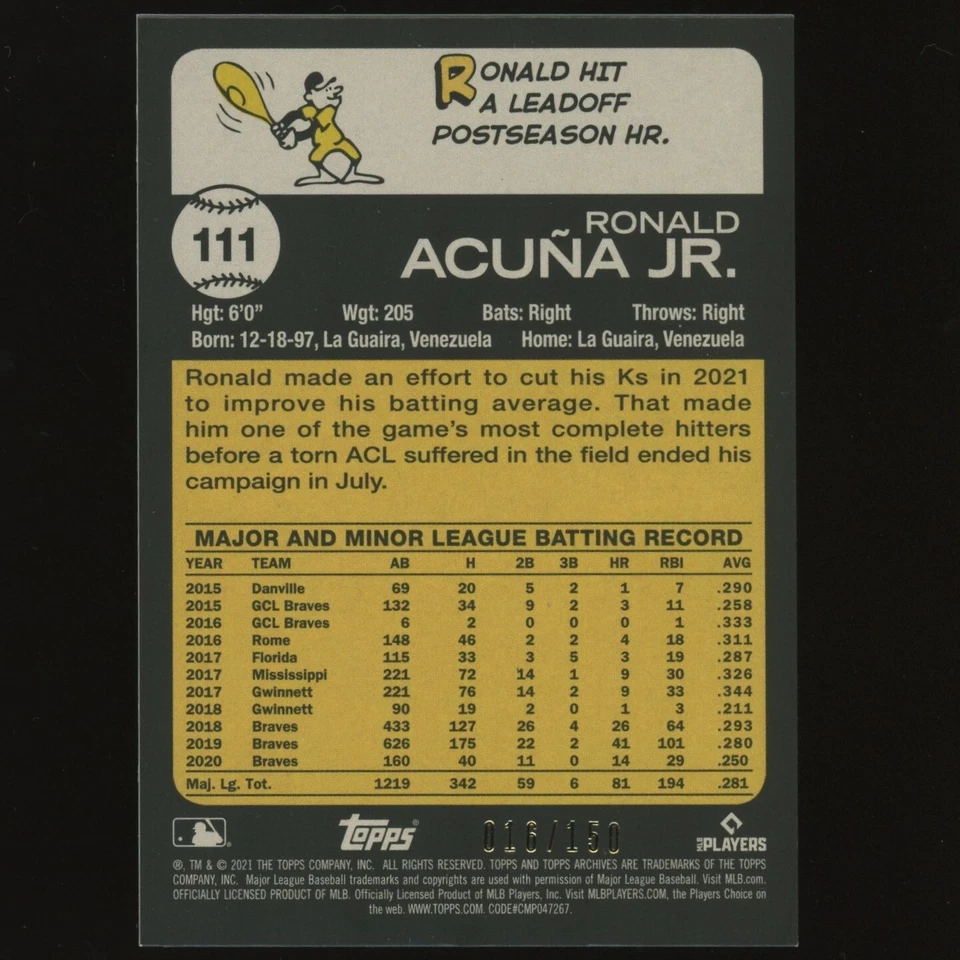 RONALD HIT
A LEADOFF
POSTSEASON HR.
111
RONALD
ACUÑA JR.
Hgt: 6'0" Wgt: 205 Bats: Right Throws: Right
Born: 12-18-97, La Guaira, Venezuela Home: La Guaira, Venezuela
Ronald made an effort to cut his Ks in 2021
to improve his batting average. That made
him one of the game's most complete hitters
before a torn ACL suffered in the field ended his
campaign in July.
MAJOR AND MINOR LEAGUE BATTING RECORD
YEAR TEAM AB H 2B 3B HR RBI AVG
2015 Danville 69 20 5 2 1 7 .290
2015 GCL Braves 132 34 9 2 3 11 .258
2016 GCL Braves 6 2 0 0 0 1 .333
2016 Rome 148 46 2 2 4 18 .311
2017 Florida 115 33 3 5 3 19 .287
2017 Mississippi 221 72 14 1 9 30 .326
2017 Gwinnett 221 76 14 2 9 33 .344
2018 Gwinnett 90 19 2 0 1 3 .211
2018 Braves 433 127 26 4 26 64 .293
2019 Braves 626 175 22 2 41 101 .280
2020 Braves 160 40 11 0 14 29 .250
Maj. Lg. Tot. 1219 342 59 6 81 194 .281
Topps® 016/150 MLB PLAYERS
®, TM & © 2021 THE TOPPS COMPANY, INC. ALL RIGHTS RESERVED. TOPPS AND TOPPS ARCHIVES ARE TRADEMARKS OF THE TOPPS
COMPANY, INC. Major League Baseball trademarks and copyrights are used with permission of Major League Baseball. Visit MLB.com.
OFFICIALLY LICENSED PRODUCT OF MLB. Officially Licensed Product of MLB Players, Inc. Visit MLBPLAYERS.COM, the Players Choice on
the web. WWW.TOPPS.COM. CODE#CMP047267.